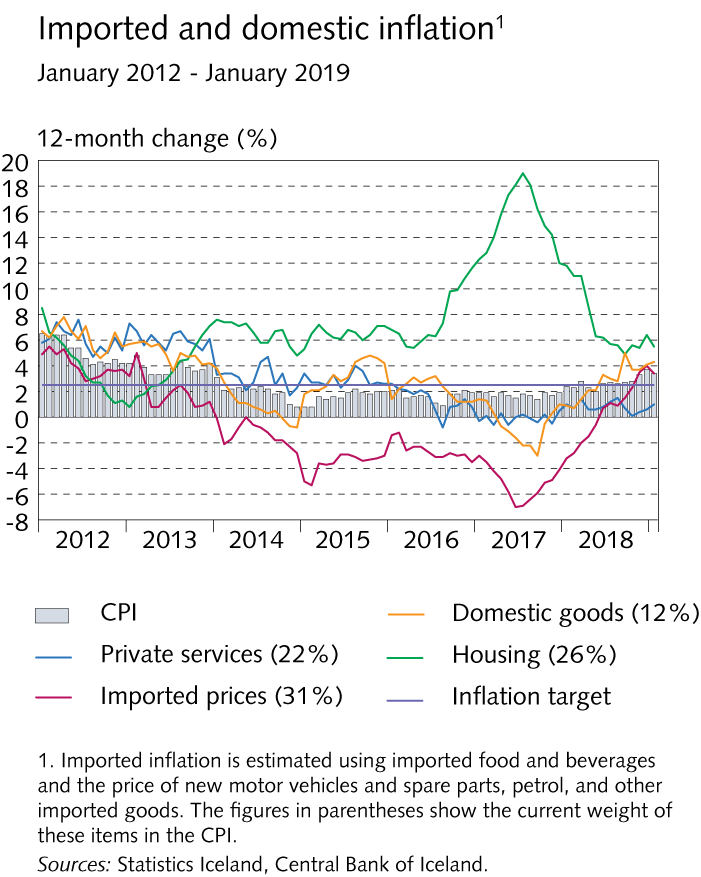 Imported and domestic inflation¹
January 2012 - January 2019
12-month change (%)
20
18
16
14
12
10
8
6
4
2
0
-2
-4
-6
-8
2012 2013 2014 2015 2016 2017 2018
CPI
Domestic goods (12%)
Private services (22%)
Housing (26%)
Imported prices (31%)
Inflation target
1. Imported inflation is estimated using imported food and beverages
and the price of new motor vehicles and spare parts, petrol, and other
imported goods. The figures in parentheses show the current weight of
these items in the CPI.
Sources: Statistics Iceland, Central Bank of Iceland.